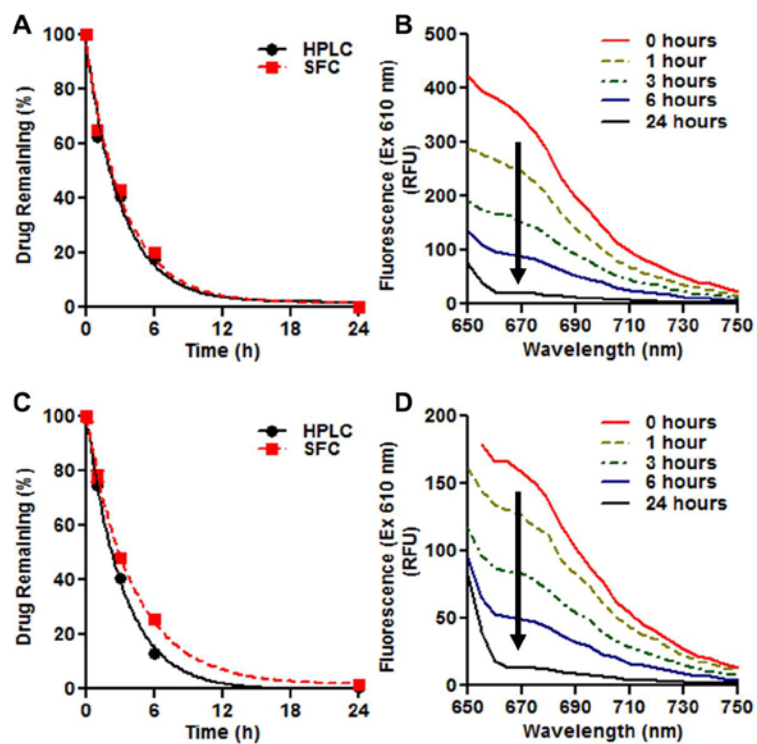 A
Drug Remaining (%)
100
80
60
40
20
0
0 6 12 18 24
Time (h)
HPLC
SFC
B
Fluorescence (Ex 610 nm)
(RFU)
500
400
300
200
100
0
650 670 690 710 730 750
Wavelength (nm)
0 hours
1 hour
3 hours
6 hours
24 hours
C
Drug Remaining (%)
100
80
60
40
20
0
0 6 12 18 24
Time (h)
HPLC
SFC
D
Fluorescence (Ex 610 nm)
(RFU)
200
150
100
50
0
650 670 690 710 730 750
Wavelength (nm)
0 hours
1 hour
3 hours
6 hours
24 hours